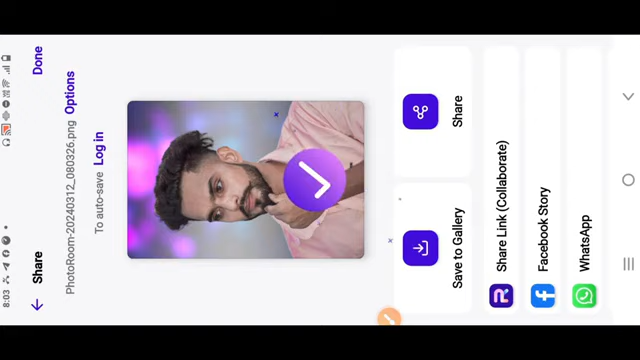 8:03
Share
Done
PhotoRoom-20240312_080326.png Options
To auto-save Log in
Save to Gallery
Share
Share Link (Collaborate)
Facebook Story
WhatsApp